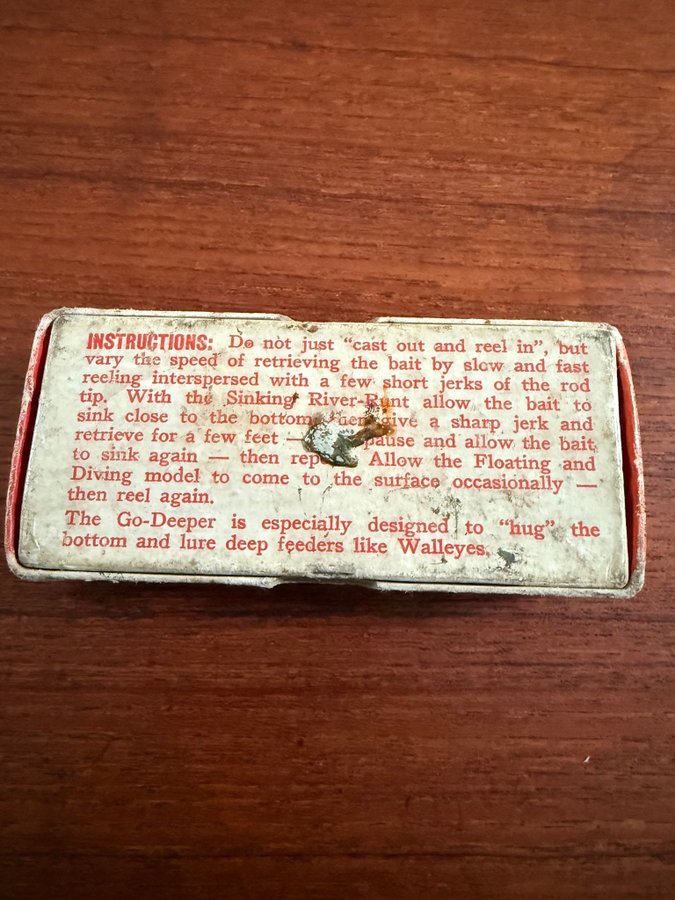 INSTRUCTIONS: Do not just "cast out and reel in", but
vary the speed of retrieving the bait by slow and fast
reeling interspersed with a few short jerks of the rod
tip. With the Sinking River-Runt allow the bait to
sink close to the bottom, a sharp jerk and
retrieve for a few feet — pause and allow the bait
to sink again — then Allow the Floating and
Diving model to come to the surface occasionally —
then reel again.
The Go-Deeper is especially designed to "hug" the
bottom and lure deep feeders like Walleyes.